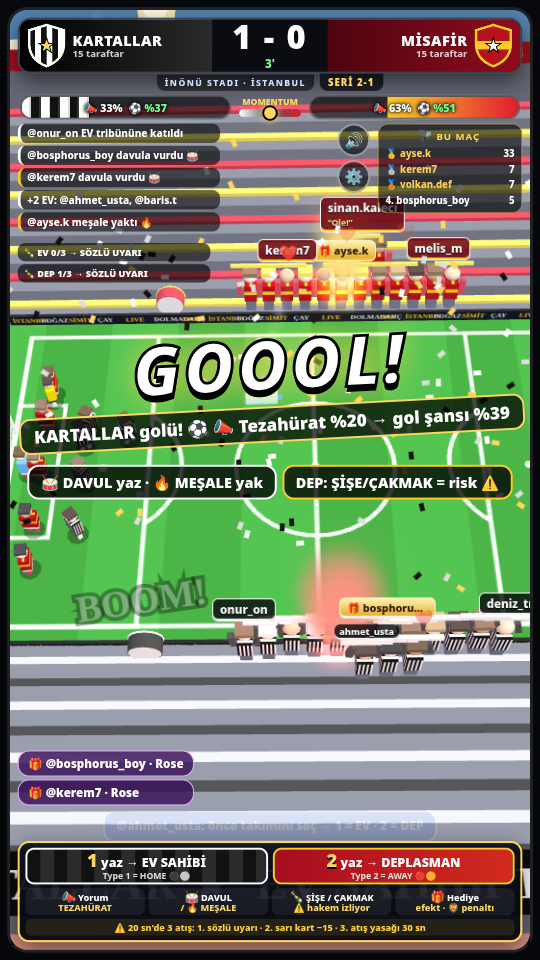 KARTALLAR
15 taraftar
1 - 0
3'
MİSAFİR
15 taraftar
İNÖNÜ STADI · İSTANBUL
SERİ 2-1
33% ⚽ %37
MOMENTUM
63% ⚽ %51
@onur_on EV tribününe katıldı
@bosphorus_boy davula vurdu 🥁
@kerem7 davula vurdu 🥁
+2 EV: @ahmet_usta, @baris.t
@ayse.k meşale yaktı 🔥
EV 0/3 → SÖZLÜ UYARI
DEP 1/3 → SÖZLÜ UYARI
BU MAÇ
🥇 ayse.k 33
🥈 kerem7 7
🥉 volkan.def 7
4. bosphorus_boy 5
sinan.kaleci
"Ole!"
🎁 ayse.k
melis_m
GOOOL!
KARTALLAR golü! ⚽ 📣 Tezahürat %20 → gol şansı %39
🥁 DAVUL yaz · 🔥 MEŞALE yak
DEP: ŞİŞE/ÇAKMAK = risk ⚠️
BOOM!
onur_on
🎁 bosphoru...
ahmet_usta
🎁 @bosphorus_boy · Rose
🎁 @kerem7 · Rose
@ahmet_usta: önce takımını seç → 1 = EV · 2 = DEP
1 yaz → EV SAHİBİ
Type 1 = HOME ⚫⚪
2 yaz → DEPLASMAN
Type 2 = AWAY 🔴🟡
📣 Yorum
TEZAHÜRAT
🥁 DAVUL
/ 🔥 MEŞALE
🍾 ŞİŞE / ÇAKMAK
⚠️ hakem izliyor
🎁 Hediye
efekt · 🦁 penaltı
⚠️ 20 sn'de 3 atış: 1. sözlü uyarı · 2. sarı kart −15 · 3. atış yasağı 30 sn